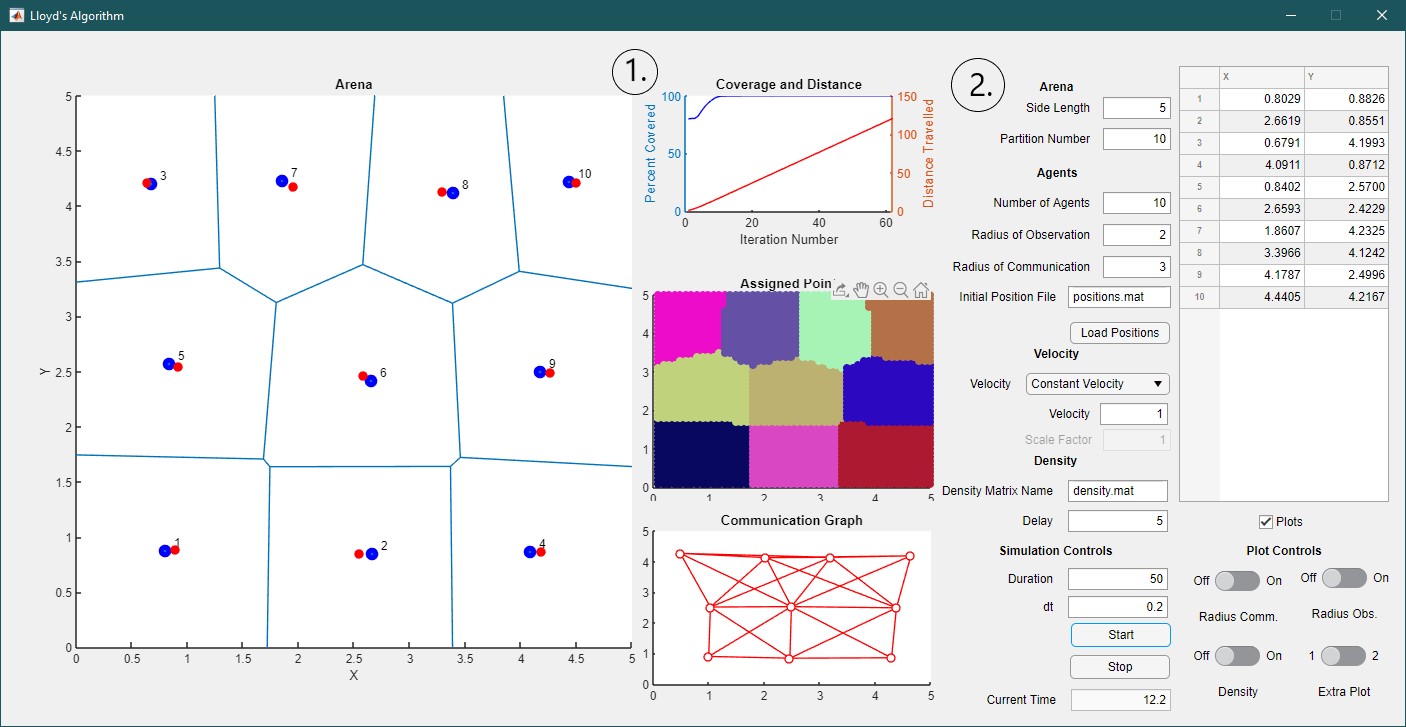 Lloyd's Algorithm
1.
2.
Arena
5
4.5
4
3.5
3
2.5
2
1.5
1
0.5
0
Y
0 0.5 1 1.5 2 2.5 3 3.5 4 4.5 5
X
3
7
8
10
5
6
9
1
2
4
Coverage and Distance
Percent Covered
100
50
0
150
100
50
0
Distance Travelled
0 20 40 60
Iteration Number
Assigned Poin
5
4
3
2
1
0
0 1 2 3 4 5
Communication Graph
5
4
3
2
1
0
0 1 2 3 4 5
Arena
Side Length 5
Partition Number 10
Agents
Number of Agents 10
Radius of Observation 2
Radius of Communication 3
Initial Position File positions.mat
Load Positions
Velocity
Velocity Constant Velocity
Velocity 1
Scale Factor 1
Density
Density Matrix Name density.mat
Delay 5
Simulation Controls
Duration 50
dt 0.2
Start
Stop
Current Time 12.2
X Y
1 0.8029 0.8826
2 2.6619 0.8551
3 0.6791 4.1993
4 4.0911 0.8712
5 0.8402 2.5700
6 2.6593 2.4229
7 1.8607 4.2325
8 3.3966 4.1242
9 4.1787 2.4996
10 4.4405 4.2167
Plots
Plot Controls
Off On Off On
Radius Comm. Radius Obs.
Off On 1 2
Density Extra Plot